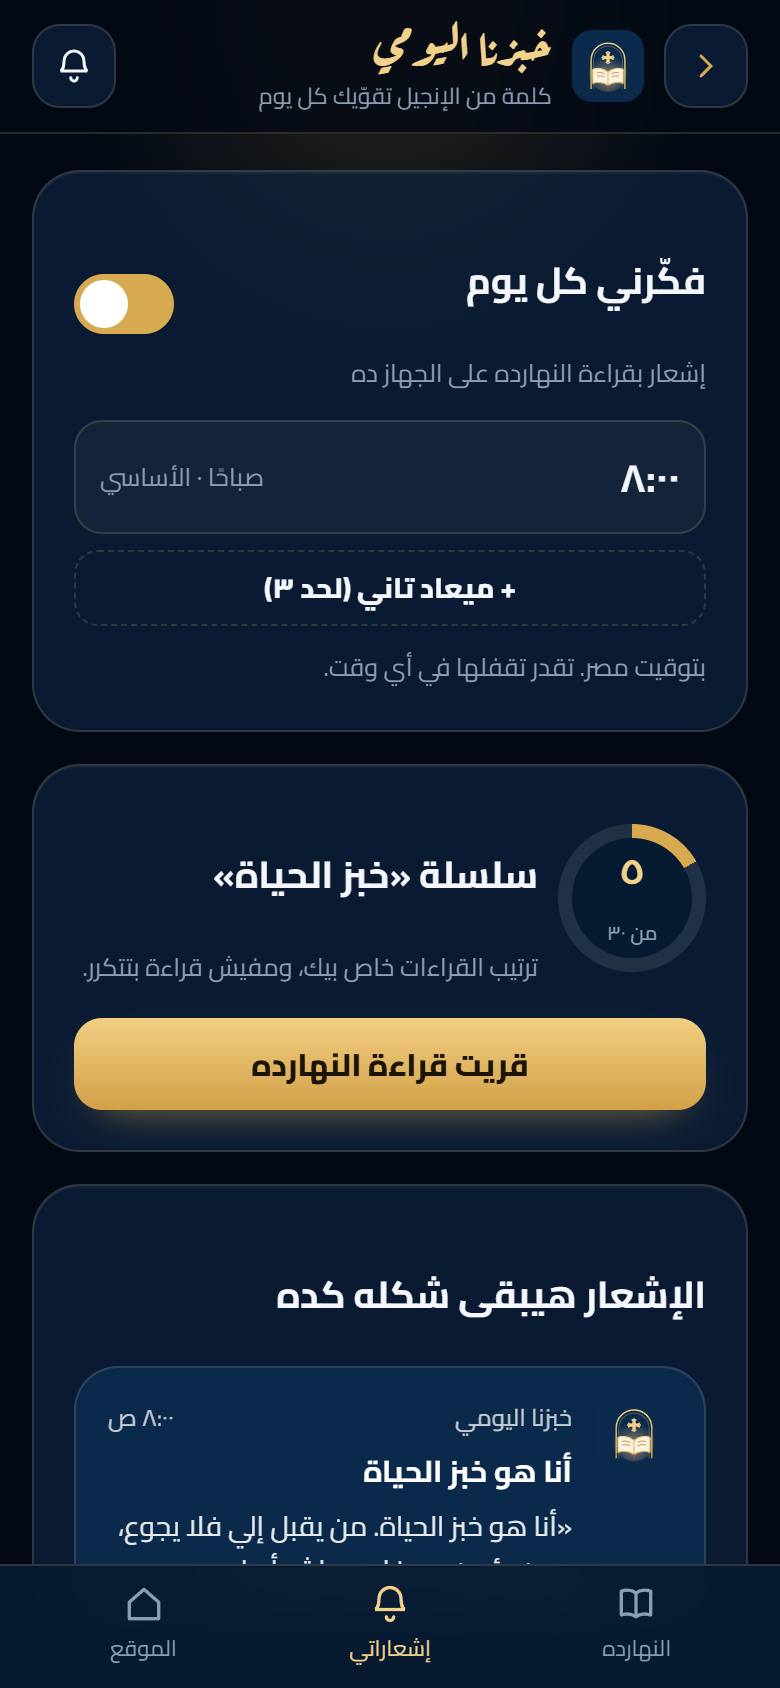 خبزنا اليومي
كلمة من الإنجيل تقوّيك كل يوم
فكّرني كل يوم
إشعار بقراءة النهارده على الجهاز ده
٨:٠٠
صباحًا · الأساسي
+ ميعاد تاني (لحد ٣)
بتوقيت مصر. تقدر تقفلها في أي وقت.
٥
من ٣٠
سلسلة «خبز الحياة»
ترتيب القراءات خاص بيك، ومفيش قراءة بتتكرر.
قريت قراءة النهارده
الإشعار هيبقى شكله كده
خبزنا اليومي
٨:٠٠ ص
أنا هو خبز الحياة
«أنا هو خبز الحياة. من يقبل إلي فلا يجوع،
النهارده
إشعاراتي
الموقع